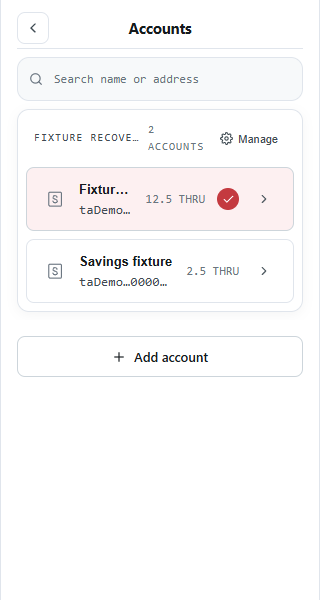 Accounts
Search name or address
FIXTURE RECOVE…
2 ACCOUNTS
Manage
S
Fixtur…
taDemo…
12.5 THRU
S
Savings fixture
taDemo…0000…
2.5 THRU
Add account